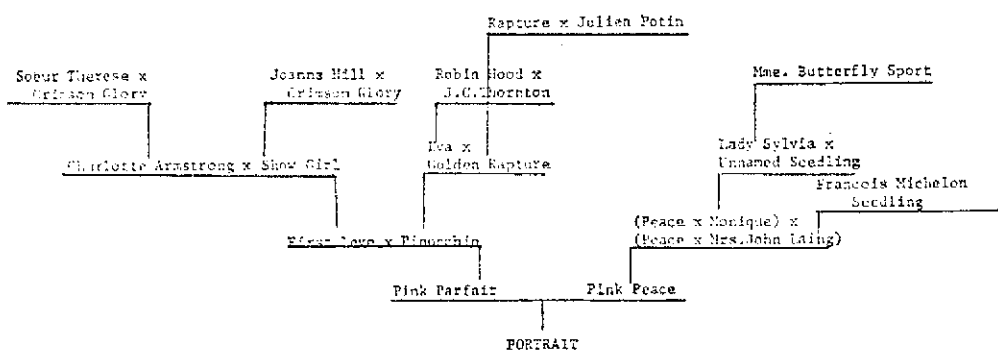 Rapture x Julien Potin
Soeur Therese x
Crimson Glory
Joanna Hill x
Crimson Glory
Robin Hood x
J.C.Thornton
Mme. Butterfly Sport
Charlotte Armstrong x Show Girl
Eva x
Golden Rapture
Lady Sylvia x
Unnamed Seedling
Francois Michelon
Seedling
First Love x Pinocchio
(Peace x Monique) x
(Peace x Mrs.John Laing)
Pink Parfait
Pink Peace
PORTRAIT